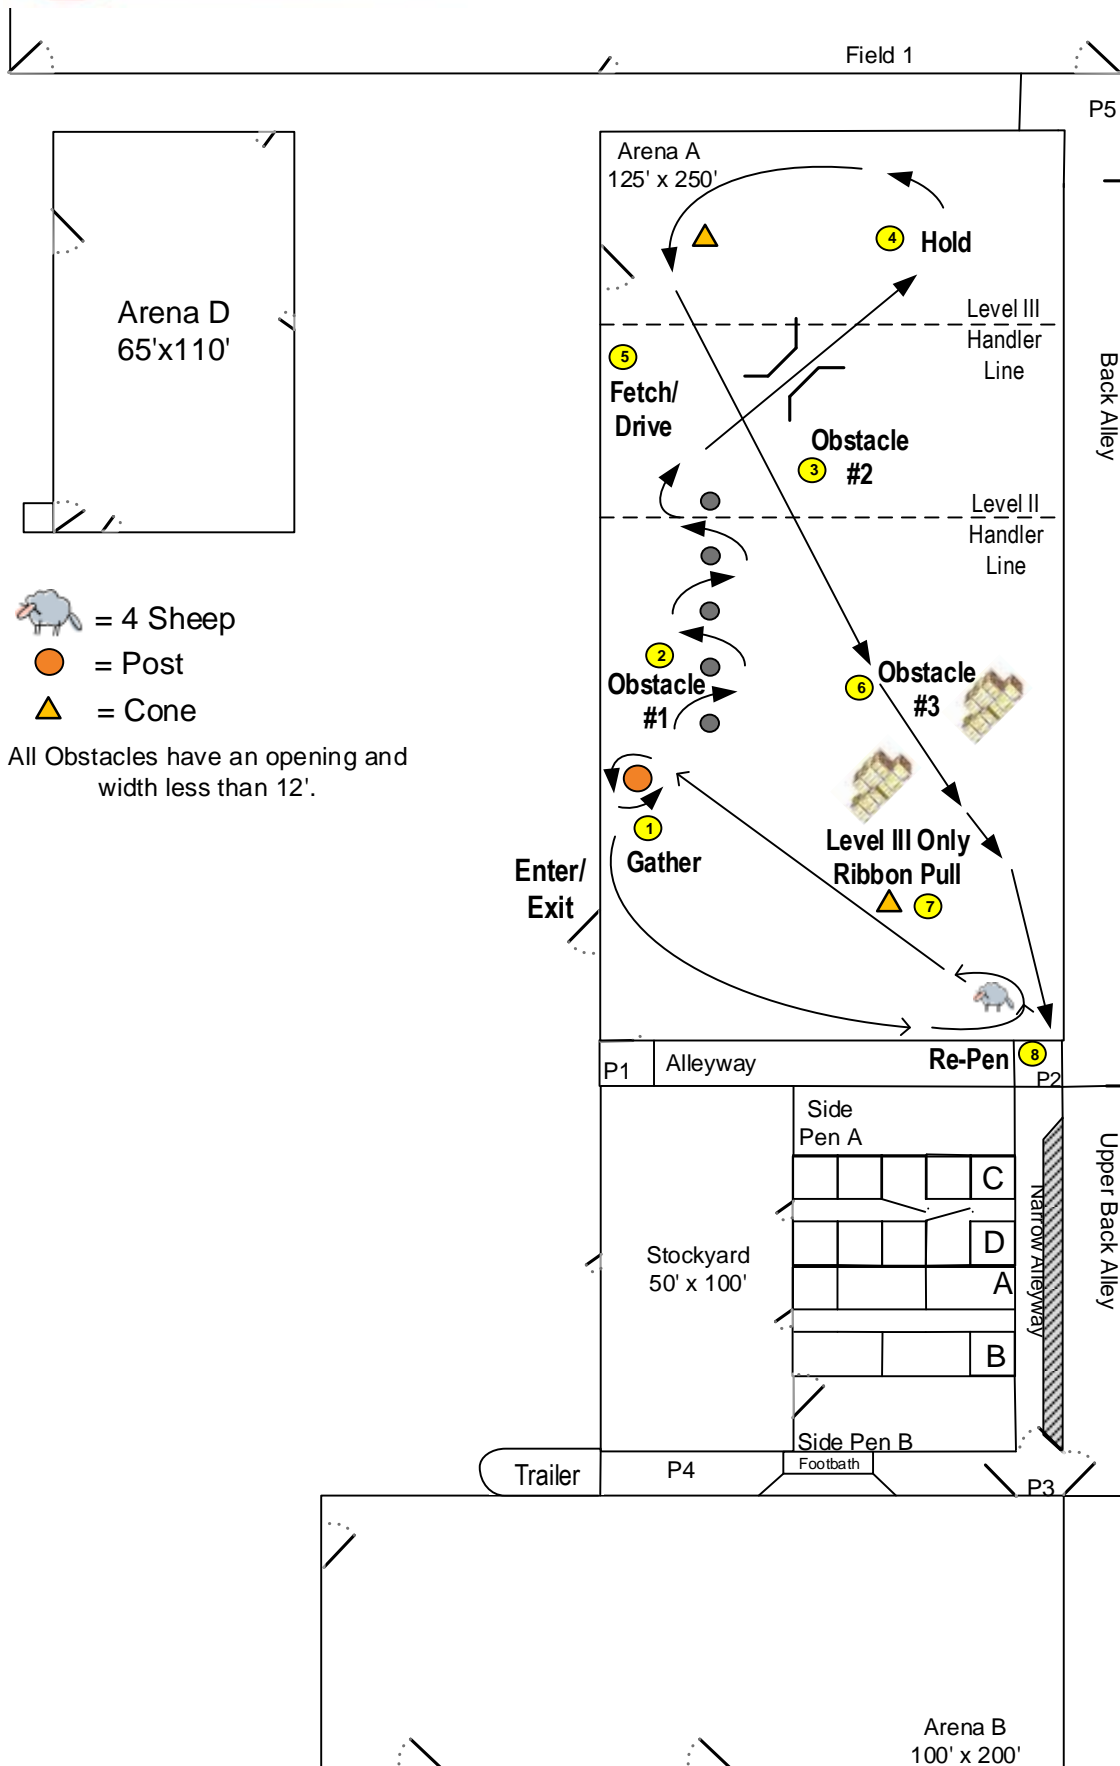 Field 1
P5
Arena A
125' x 250'
4
Hold
Arena D
65'x110'
Level III
Handler
Line
5
Fetch/
Drive
Back Alley
Obstacle
3
#2
Level II
Handler
Line
= 4 Sheep
= Post
= Cone
All Obstacles have an opening and
width less than 12'.
2
Obstacle
#1
6
Obstacle
#3
1
Gather
Level III Only
Ribbon Pull
7
Enter/
Exit
P1
Alleyway
Re-Pen
8
P2
Side
Pen A
C
D
A
B
Narrow Alleyway
Upper Back Alley
Stockyard
50' x 100'
Side Pen B
Trailer
P4
Footbath
P3
Arena B
100' x 200'